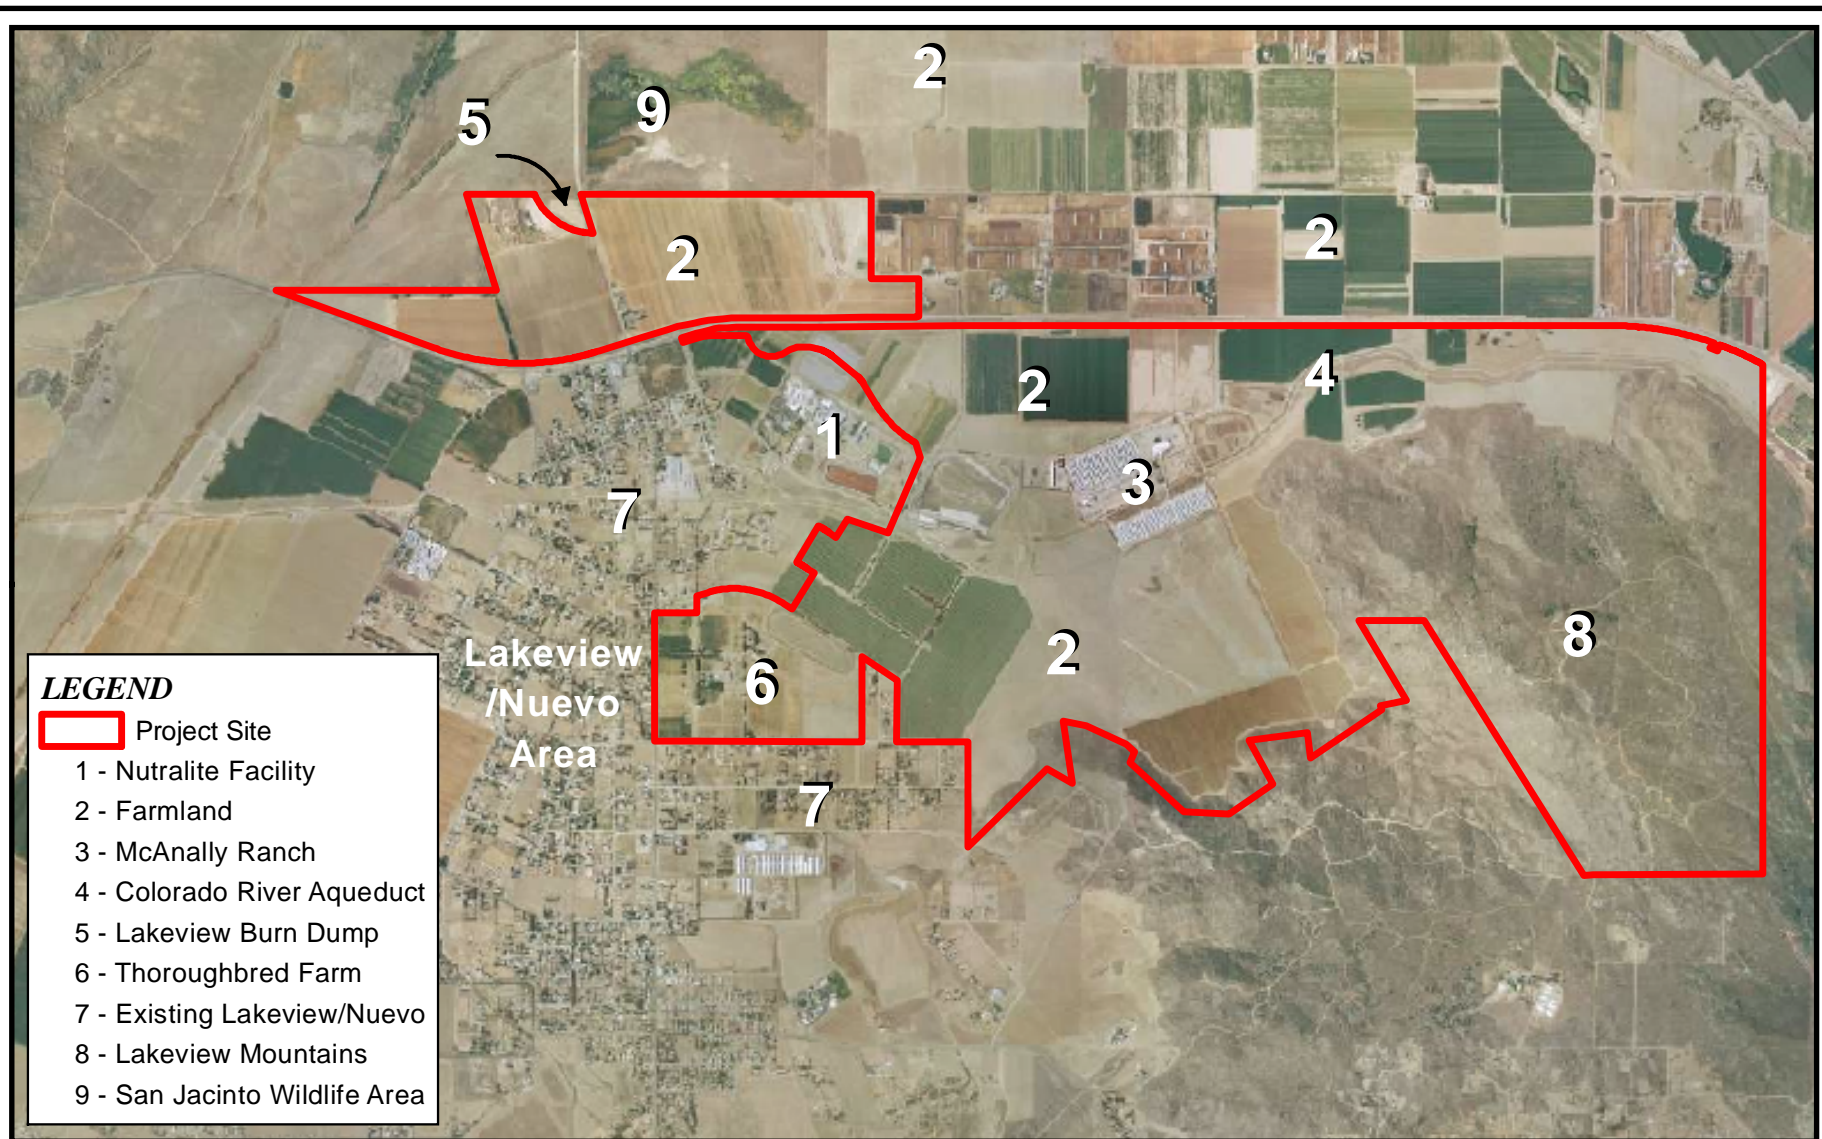 2
9
5
2
2
2
4
1
3
7
Lakeview
/Nuevo
Area
6
2
8
7
LEGEND
Project Site
1 - Nutralite Facility
2 - Farmland
3 - McAnally Ranch
4 - Colorado River Aqueduct
5 - Lakeview Burn Dump
6 - Thoroughbred Farm
7 - Existing Lakeview/Nuevo
8 - Lakeview Mountains
9 - San Jacinto Wildlife Area